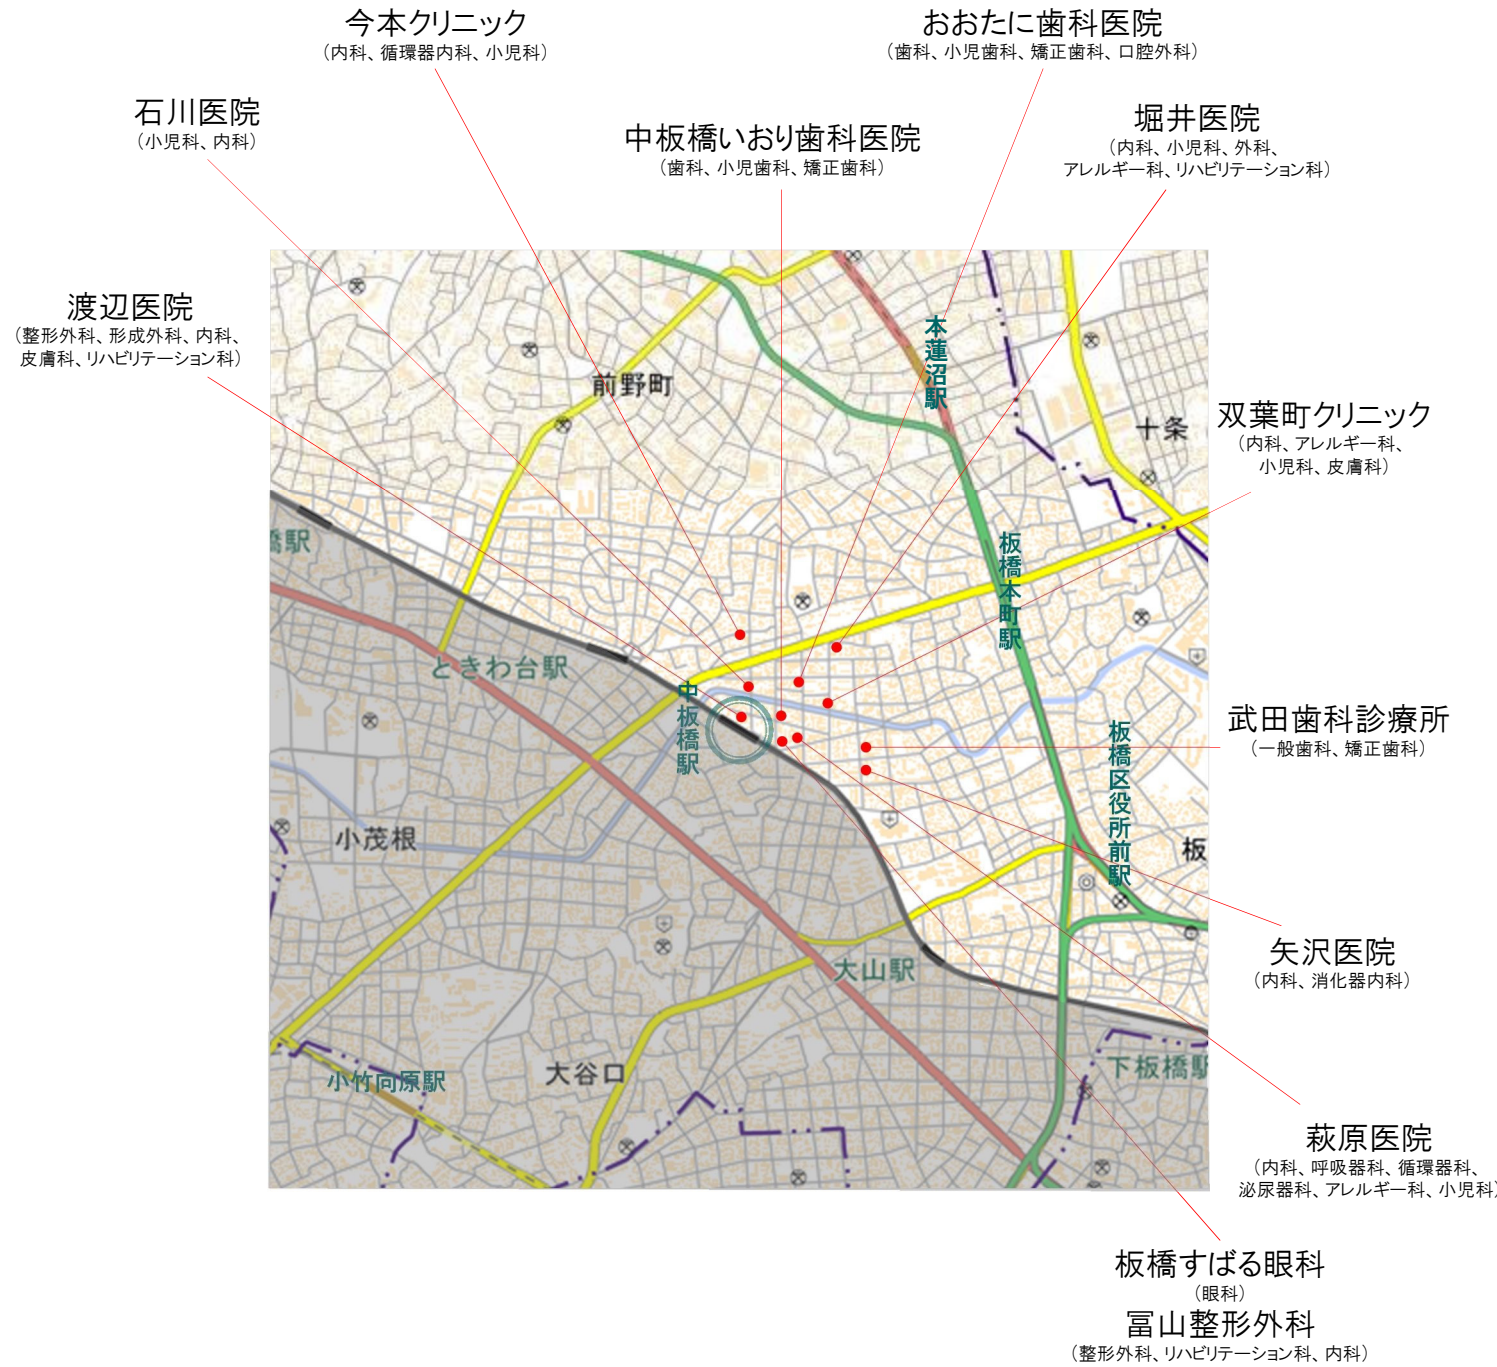 今本クリニック
（内科、循環器内科、小児科）
おおたに歯科医院
（歯科、小児歯科、矯正歯科、口腔外科）
石川医院
（小児科、内科）
中板橋いおり歯科医院
（歯科、小児歯科、矯正歯科）
堀井医院
（内科、小児科、外科、
アレルギー科、リハビリテーション科）
渡辺医院
（整形外科、形成外科、内科、
皮膚科、リハビリテーション科）
本蓮沼駅
前野町
十条
双葉町クリニック
（内科、アレルギー科、
小児科、皮膚科）
橋駅
板橋本町駅
ときわ台駅
中板橋駅
武田歯科診療所
（一般歯科、矯正歯科）
板橋区役所前駅
小茂根
板
矢沢医院
（内科、消化器内科）
大山駅
大谷口
小竹向原駅
下板橋駅
萩原医院
（内科、呼吸器科、循環器科、
泌尿器科、アレルギー科、小児科）
板橋すばる眼科
（眼科）
冨山整形外科
（整形外科、リハビリテーション科、内科）